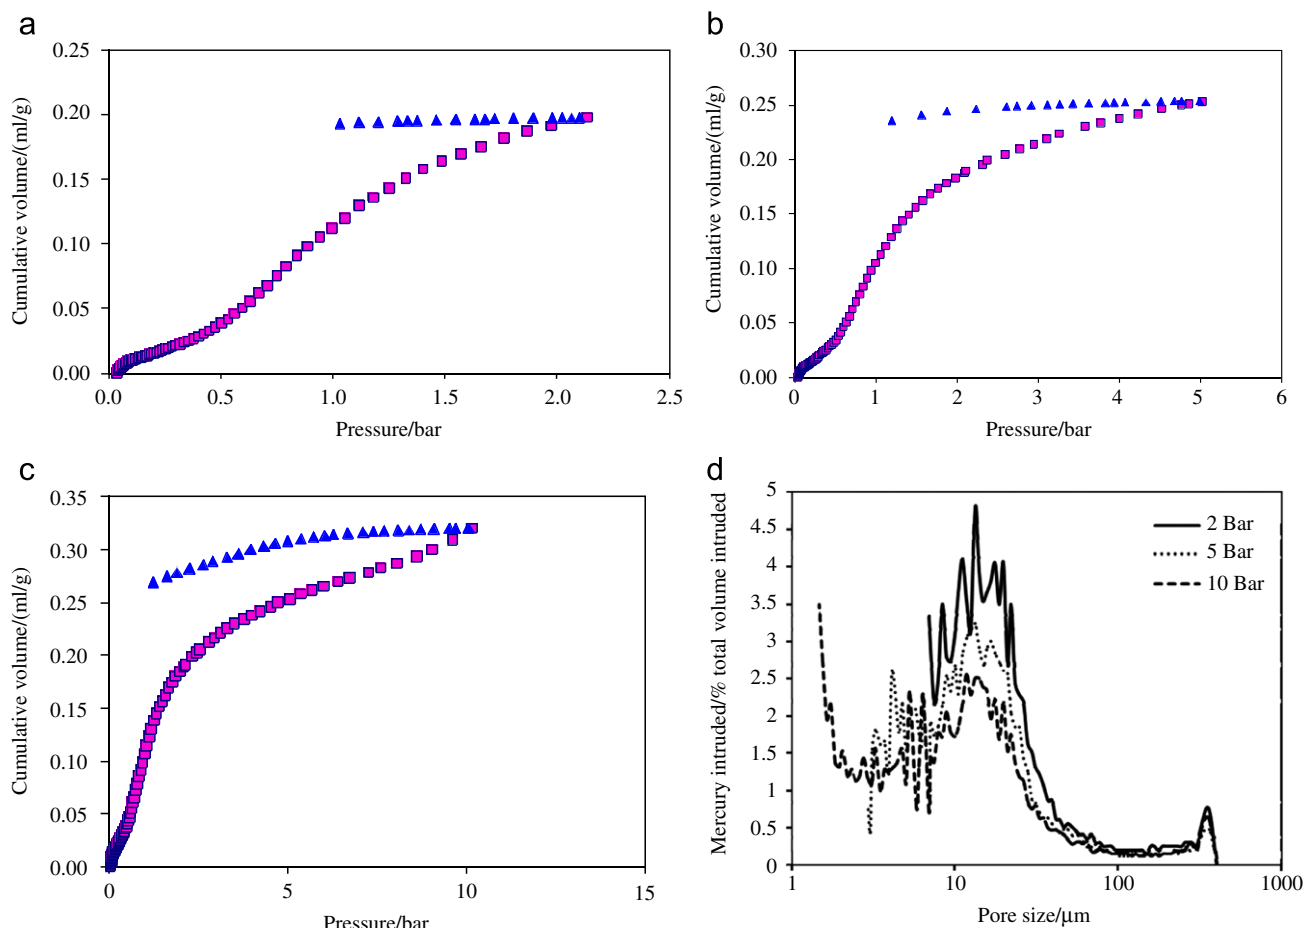 a
0.25
0.20
0.15
0.10
0.05
0.00
0.0 0.5 1.0 1.5 2.0 2.5
Cumulative volume/(ml/g)
Pressure/bar
b
0.30
0.25
0.20
0.15
0.10
0.05
0.00
0 1 2 3 4 5 6
Cumulative volume/(ml/g)
Pressure/bar
c
0.35
0.30
0.25
0.20
0.15
0.10
0.05
0.00
0 5 10 15
Cumulative volume/(ml/g)
Pressure/bar
d
5
4.5
4
3.5
3
2.5
2
1.5
1
0.5
0
1 10 100 1000
Mercury intruded/% total volume intruded
Pore size/μm
2 Bar
5 Bar
10 Bar